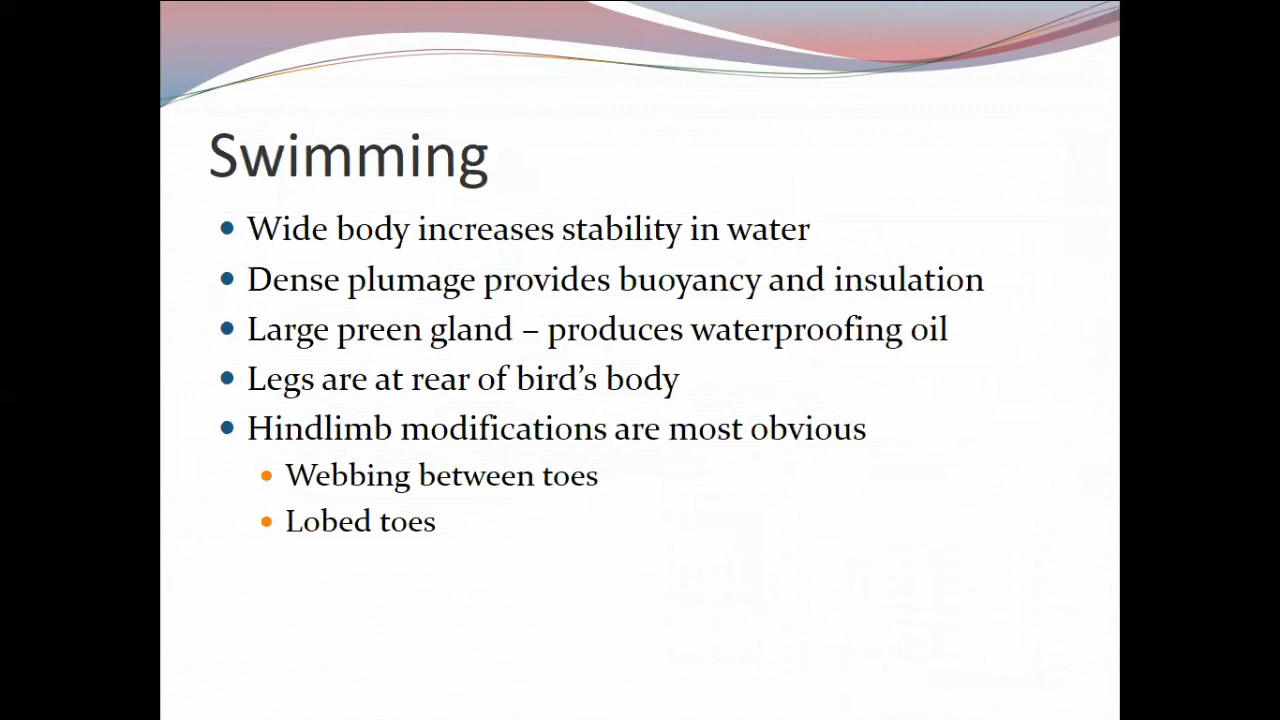 Swimming
• Wide body increases stability in water
• Dense plumage provides buoyancy and insulation
• Large preen gland – produces waterproofing oil
• Legs are at rear of bird’s body
• Hindlimb modifications are most obvious
• Webbing between toes
• Lobed toes